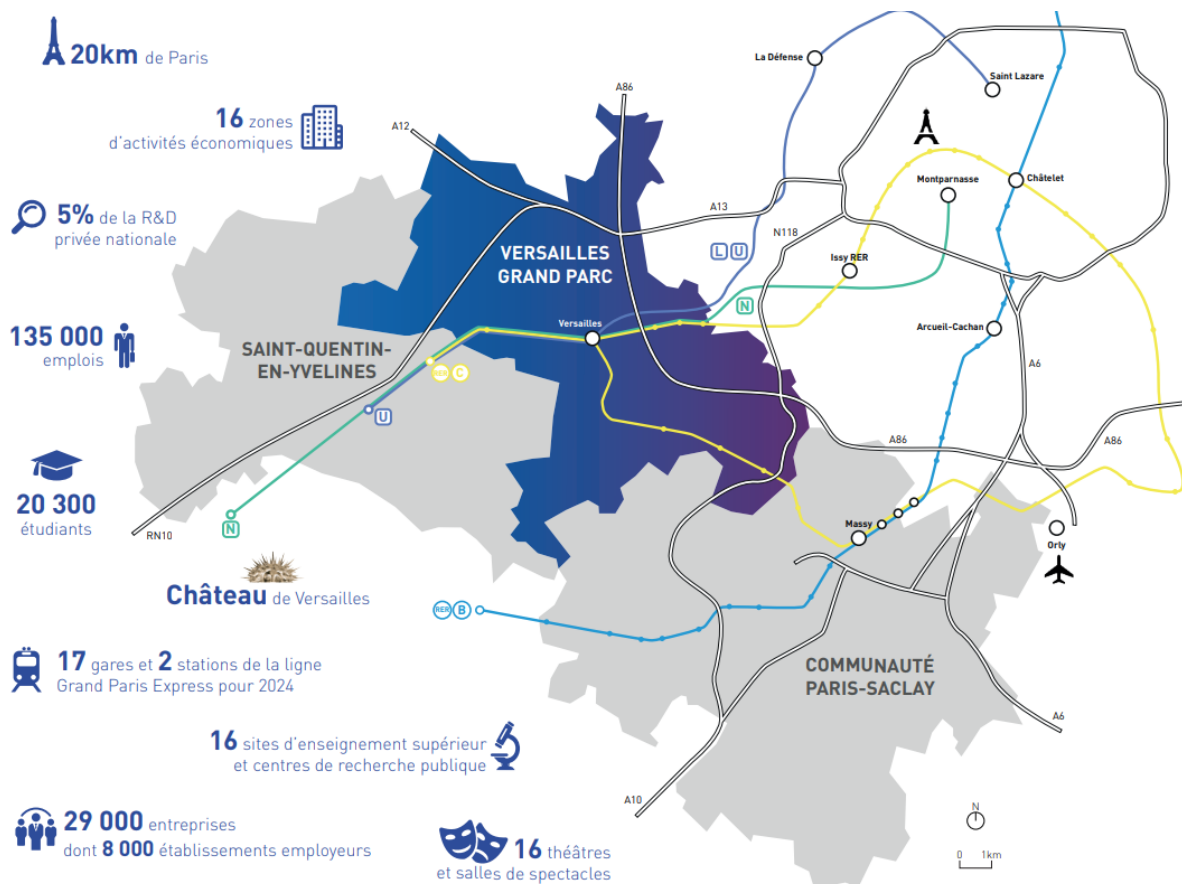 20km de Paris
16 zones
d'activités économiques
5% de la R&D
privée nationale
135 000
emplois
20 300
étudiants
Château de Versailles
17 gares et 2 stations de la ligne
Grand Paris Express pour 2024
16 sites d'enseignement supérieur
et centres de recherche publique
29 000 entreprises
dont 8 000 établissements employeurs
16 théâtres
et salles de spectacles
La Défense
Saint Lazare
A86
A12
Montparnasse
Châtelet
A13
N118
L U
VERSAILLES
GRAND PARC
Issy RER
N
Versailles
Arcueil-Cachan
SAINT-QUENTIN-
EN-YVELINES
RER C
A6
U
A86
A86
N
RN10
Massy
Orly
RER B
COMMUNAUTÉ
PARIS-SACLAY
A6
A10
N
0 1km